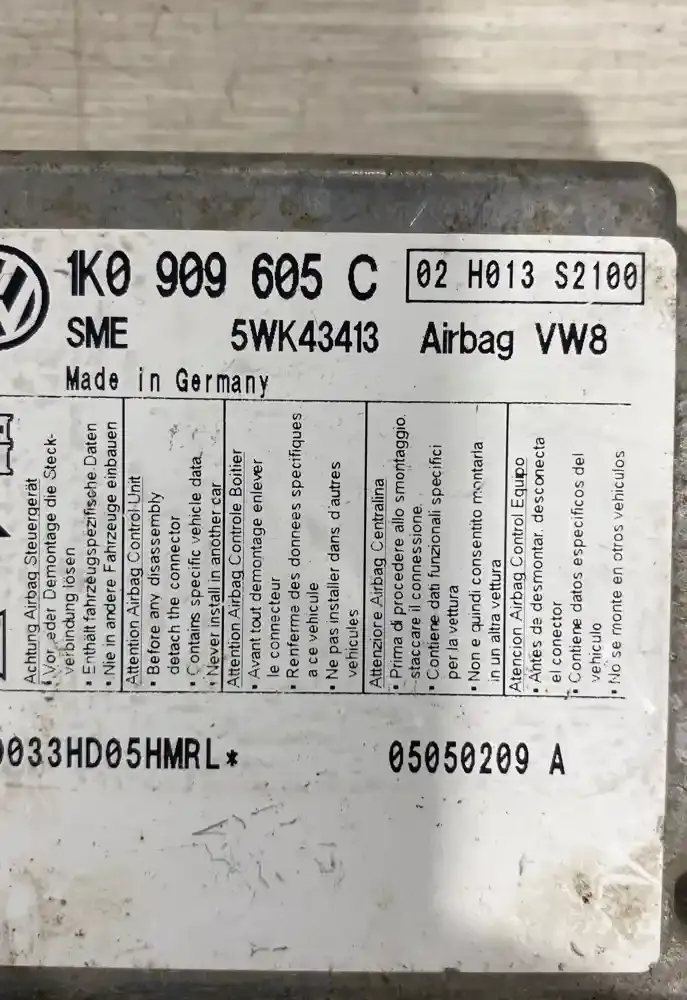 1K0 909 605 C
02 H013 S2100
SME 5WK43413 Airbag VW8
Made in Germany
Achtung Airbag Steuergerät
Vor jeder Demontage die Steck-
verbindung lösen
Enthält fahrzeugspezifische Daten
Nie in andere Fahrzeuge einbauen
Attention Airbag Control Unit
Before any disassembly
detach the connector
Contains specific vehicle data
Never install in another car
Attention Airbag Controle Boitier
Avant tout demontage enlever
le connecteur
Renferme des donnees specifiques
a ce vehicule
Ne pas installer dans d'autres
vehicules
Attenziore Airbag Centralina
Prima di procedere allo smontaggio.
staccare il connessione.
Contiene dati funzionali specifici
per la vettura
Non e quindi consentito montarla
in un altra vettura
Atencion Airbag Control Equipo
Antes de desmontar. desconecta
el conector
Contiene datos especificos del
vehiculo
No se monte en otros vehiculos
033HD05HMRL* 05050209 A